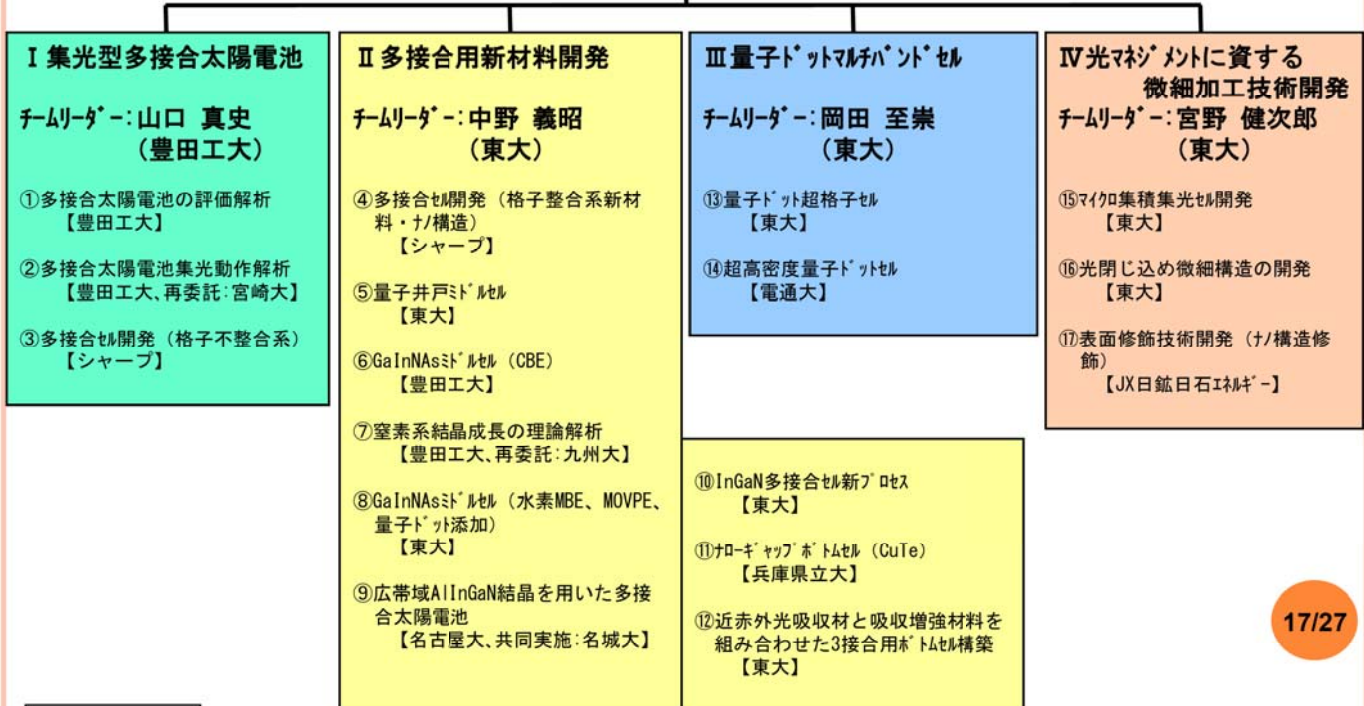 Ⅰ集光型多接合太陽電池
ﾁｰﾑﾘｰﾀﾞｰ:山口 真史
(豊田工大)
①多接合太陽電池の評価解析
【豊田工大】
②多接合太陽電池集光動作解析
【豊田工大、再委託:宮崎大】
③多接合ｾﾙ開発（格子不整合系）
【シャープ】
Ⅱ多接合用新材料開発
ﾁｰﾑﾘｰﾀﾞｰ:中野 義昭
(東大)
④多接合ｾﾙ開発（格子整合系新材
料・ﾅﾉ構造）
【シャープ】
⑤量子井戸ﾐﾄﾞﾙｾﾙ
【東大】
⑥GaInNAsﾐﾄﾞﾙｾﾙ（CBE）
【豊田工大】
⑦窒素系結晶成長の理論解析
【豊田工大、再委託:九州大】
⑧GaInNAsﾐﾄﾞﾙｾﾙ（水素MBE、MOVPE、
量子ﾄﾞｯﾄ添加）
【東大】
⑨広帯域AlInGaN結晶を用いた多接
合太陽電池
【名古屋大、共同実施:名城大】
⑩InGaN多接合ｾﾙ新ﾌﾟﾛｾｽ
【東大】
⑪ﾅﾛｰｷﾞｬｯﾌﾟﾎﾞﾄﾑｾﾙ（CuTe）
【兵庫県立大】
⑫近赤外光吸収材と吸収増強材料を
組み合わせた3接合用ﾎﾞﾄﾑｾﾙ構築
【東大】
Ⅲ量子ﾄﾞｯﾄﾏﾙﾁﾊﾞﾝﾄﾞｾﾙ
ﾁｰﾑﾘｰﾀﾞｰ:岡田 至崇
(東大)
⑬量子ﾄﾞｯﾄ超格子ｾﾙ
【東大】
⑭超高密度量子ﾄﾞｯﾄｾﾙ
【電通大】
Ⅳ光ﾏﾈｼﾞﾒﾝﾄに資する
微細加工技術開発
ﾁｰﾑﾘｰﾀﾞｰ:宮野 健次郎
(東大)
⑮ﾏｲｸﾛ集積集光ｾﾙ開発
【東大】
⑯光閉じ込め微細構造の開発
【東大】
⑰表面修飾技術開発（ﾅﾉ構造修
飾）
【JX日鉱日石ｴﾈﾙｷﾞｰ】
17/27